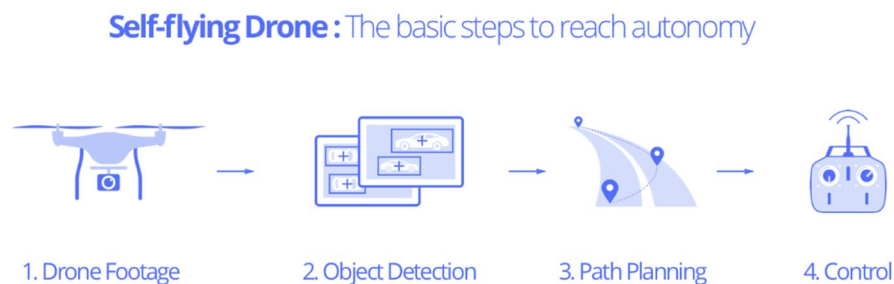 Self-flying Drone : The basic steps to reach autonomy
1. Drone Footage
2. Object Detection
3. Path Planning
4. Control